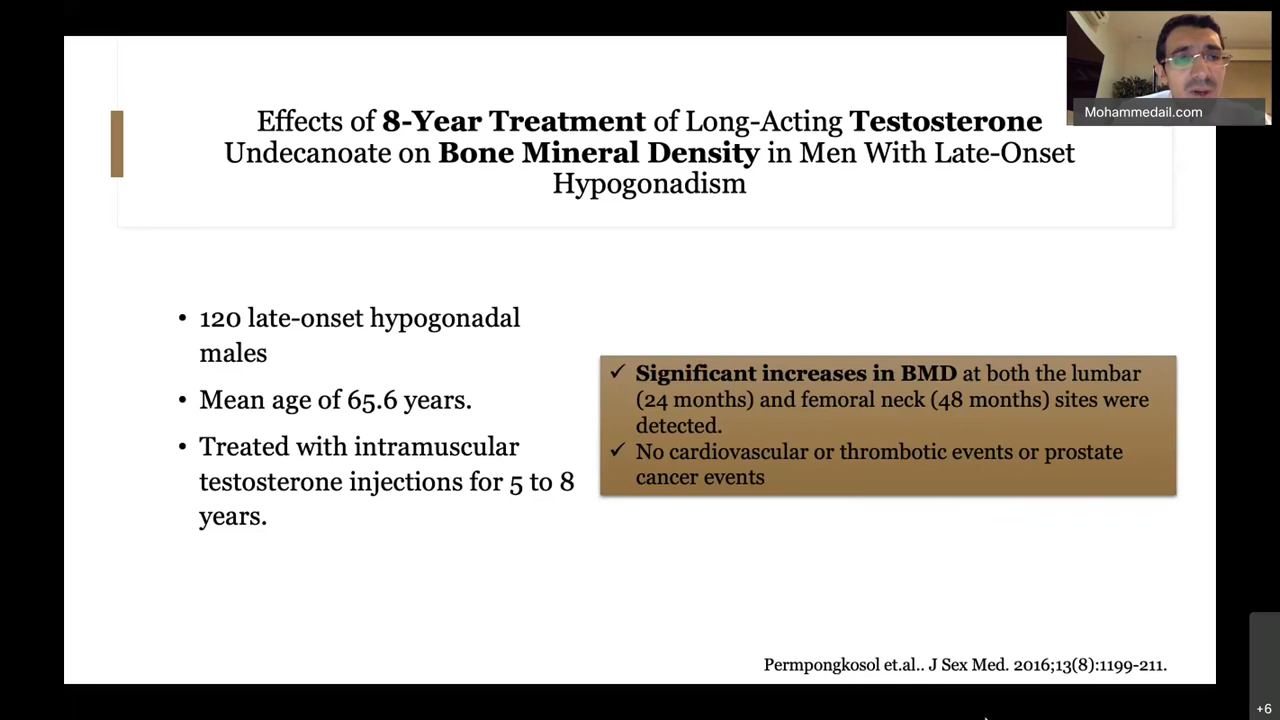 Mohammedail.com
Effects of 8-Year Treatment of Long-Acting Testosterone
Undecanoate on Bone Mineral Density in Men With Late-Onset
Hypogonadism
• 120 late-onset hypogonadal
males
• Mean age of 65.6 years.
• Treated with intramuscular
testosterone injections for 5 to 8
years.
✓ Significant increases in BMD at both the lumbar
(24 months) and femoral neck (48 months) sites were
detected.
✓ No cardiovascular or thrombotic events or prostate
cancer events
Permpongkosol et.al.. J Sex Med. 2016;13(8):1199-211.
+6